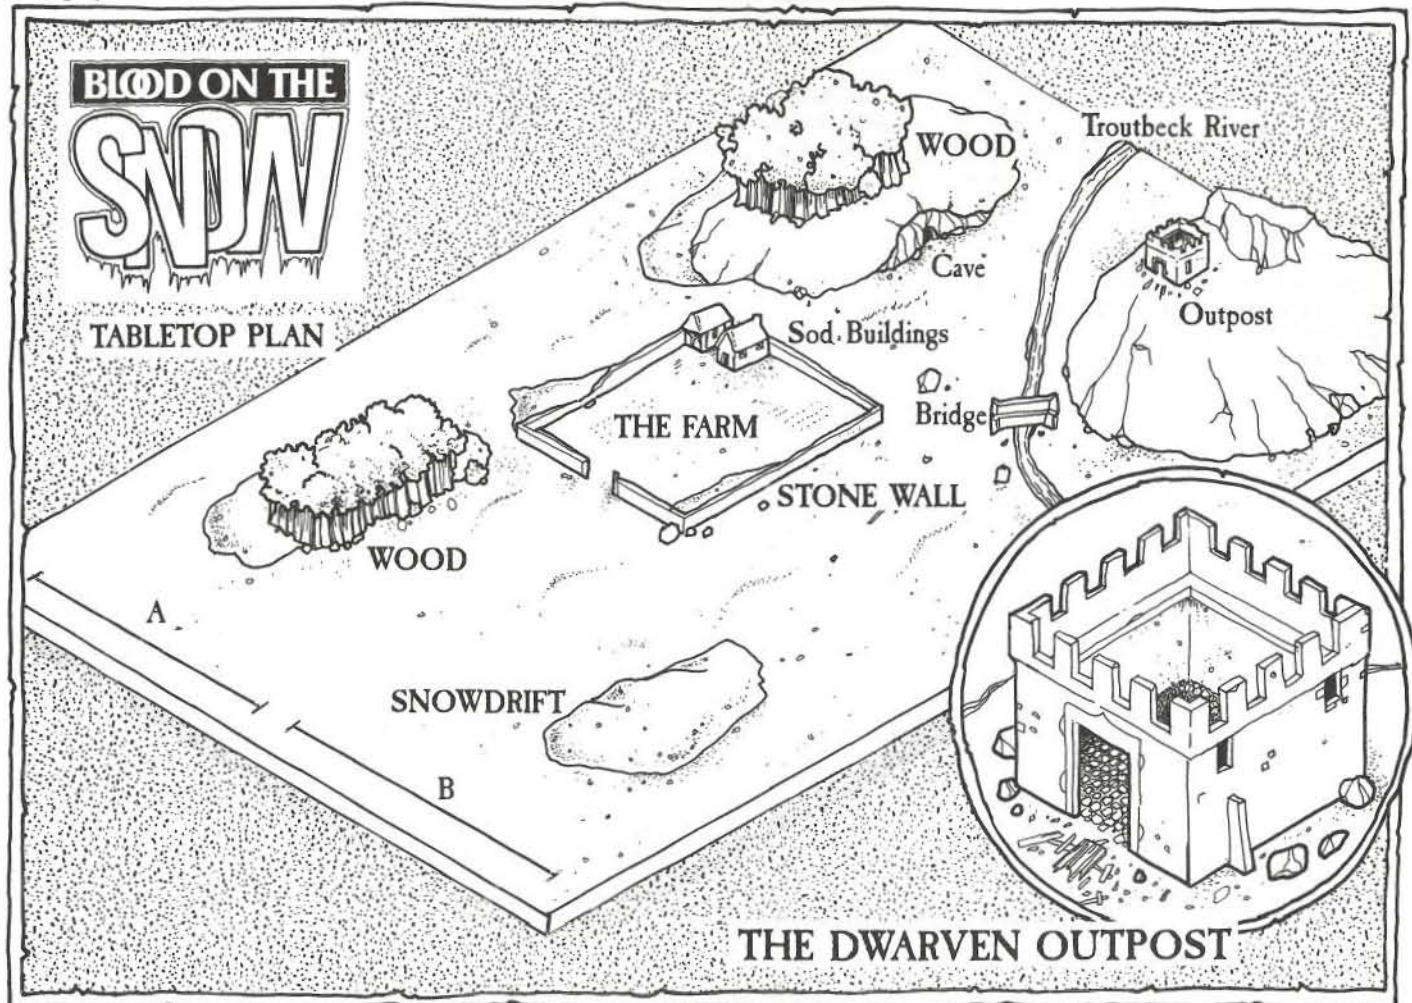 BLOOD ON THE
SNOW
TABLETOP PLAN
WOOD
Troutbeck River
Cave
Outpost
Sod Buildings
THE FARM
Bridge
STONE WALL
WOOD
A
SNOWDRIFT
B
THE DWARVEN OUTPOST